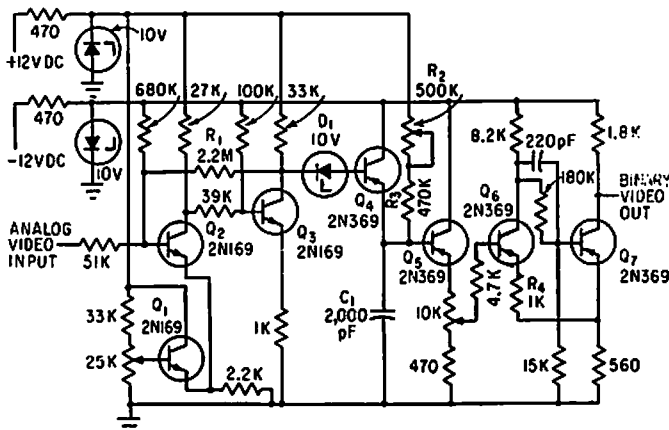 470
10V
+12VDC
470
-12VDC
10V
680K
27K
100K
33K
R1
2.2M
D1
10V
R2
500K
8.2K
220pF
1.8K
39K
Q4
2N369
R3
470K
Q6
2N369
180K
BINARY
VIDEO
OUT
ANALOG
VIDEO
INPUT
51K
Q2
2N169
Q3
2N169
Q5
2N369
4.7K
R4
1K
Q7
2N369
Q1
2N169
33K
25K
2.2K
1K
C1
2,000
pF
10K
470
15K
560